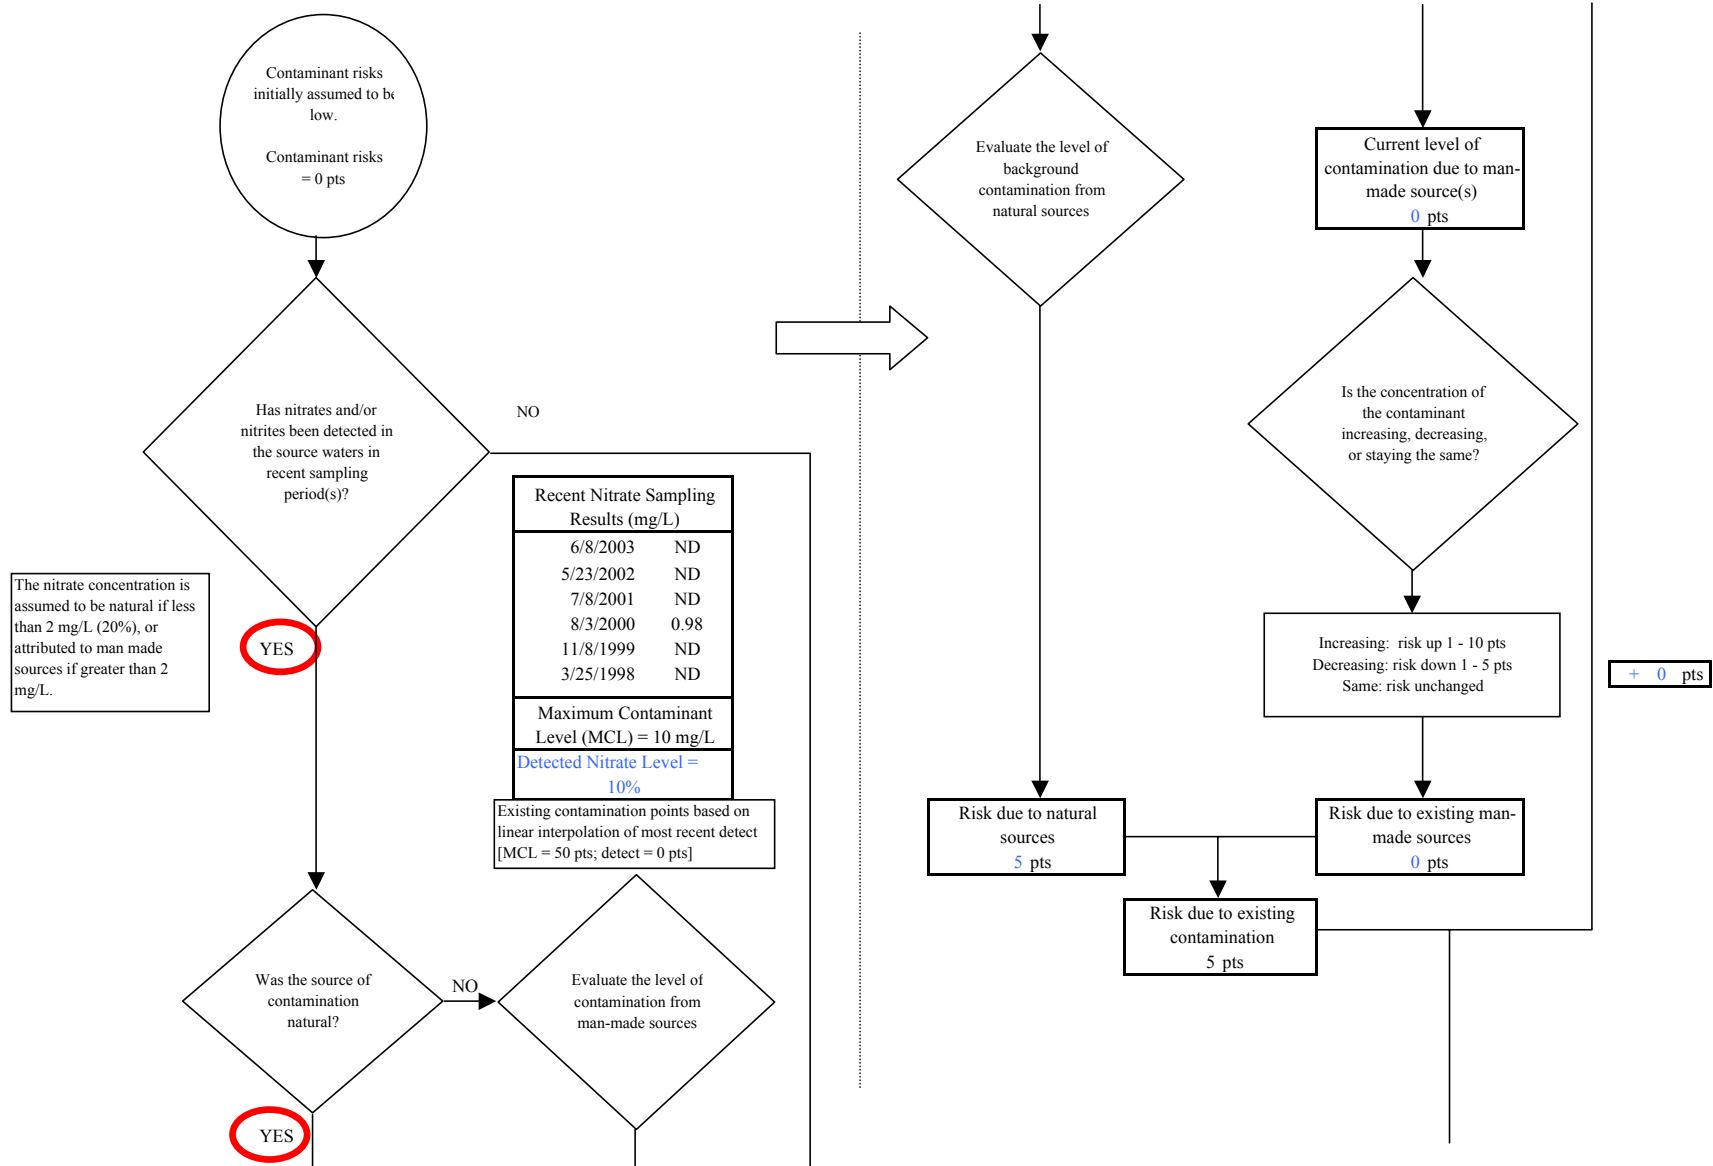 Contaminant risks
initially assumed to be
low.
Contaminant risks
= 0 pts
Has nitrates and/or
nitrites been detected in
the source waters in
recent sampling
period(s)?
NO
Recent Nitrate Sampling
Results (mg/L)
6/8/2003 ND
5/23/2002 ND
7/8/2001 ND
8/3/2000 0.98
11/8/1999 ND
3/25/1998 ND
Maximum Contaminant
Level (MCL) = 10 mg/L
Detected Nitrate Level =
10%
Existing contamination points based on
linear interpolation of most recent detect
[MCL = 50 pts; detect = 0 pts]
The nitrate concentration is
assumed to be natural if less
than 2 mg/L (20%), or
attributed to man made
sources if greater than 2
mg/L.
YES
Was the source of
contamination
natural?
NO
Evaluate the level of
contamination from
man-made sources
YES
Evaluate the level of
background
contamination from
natural sources
Current level of
contamination due to man-
made source(s)
0 pts
Is the concentration of
the contaminant
increasing, decreasing,
or staying the same?
Increasing: risk up 1 - 10 pts
Decreasing: risk down 1 - 5 pts
Same: risk unchanged
+ 0 pts
Risk due to natural
sources
5 pts
Risk due to existing man-
made sources
0 pts
Risk due to existing
contamination
5 pts